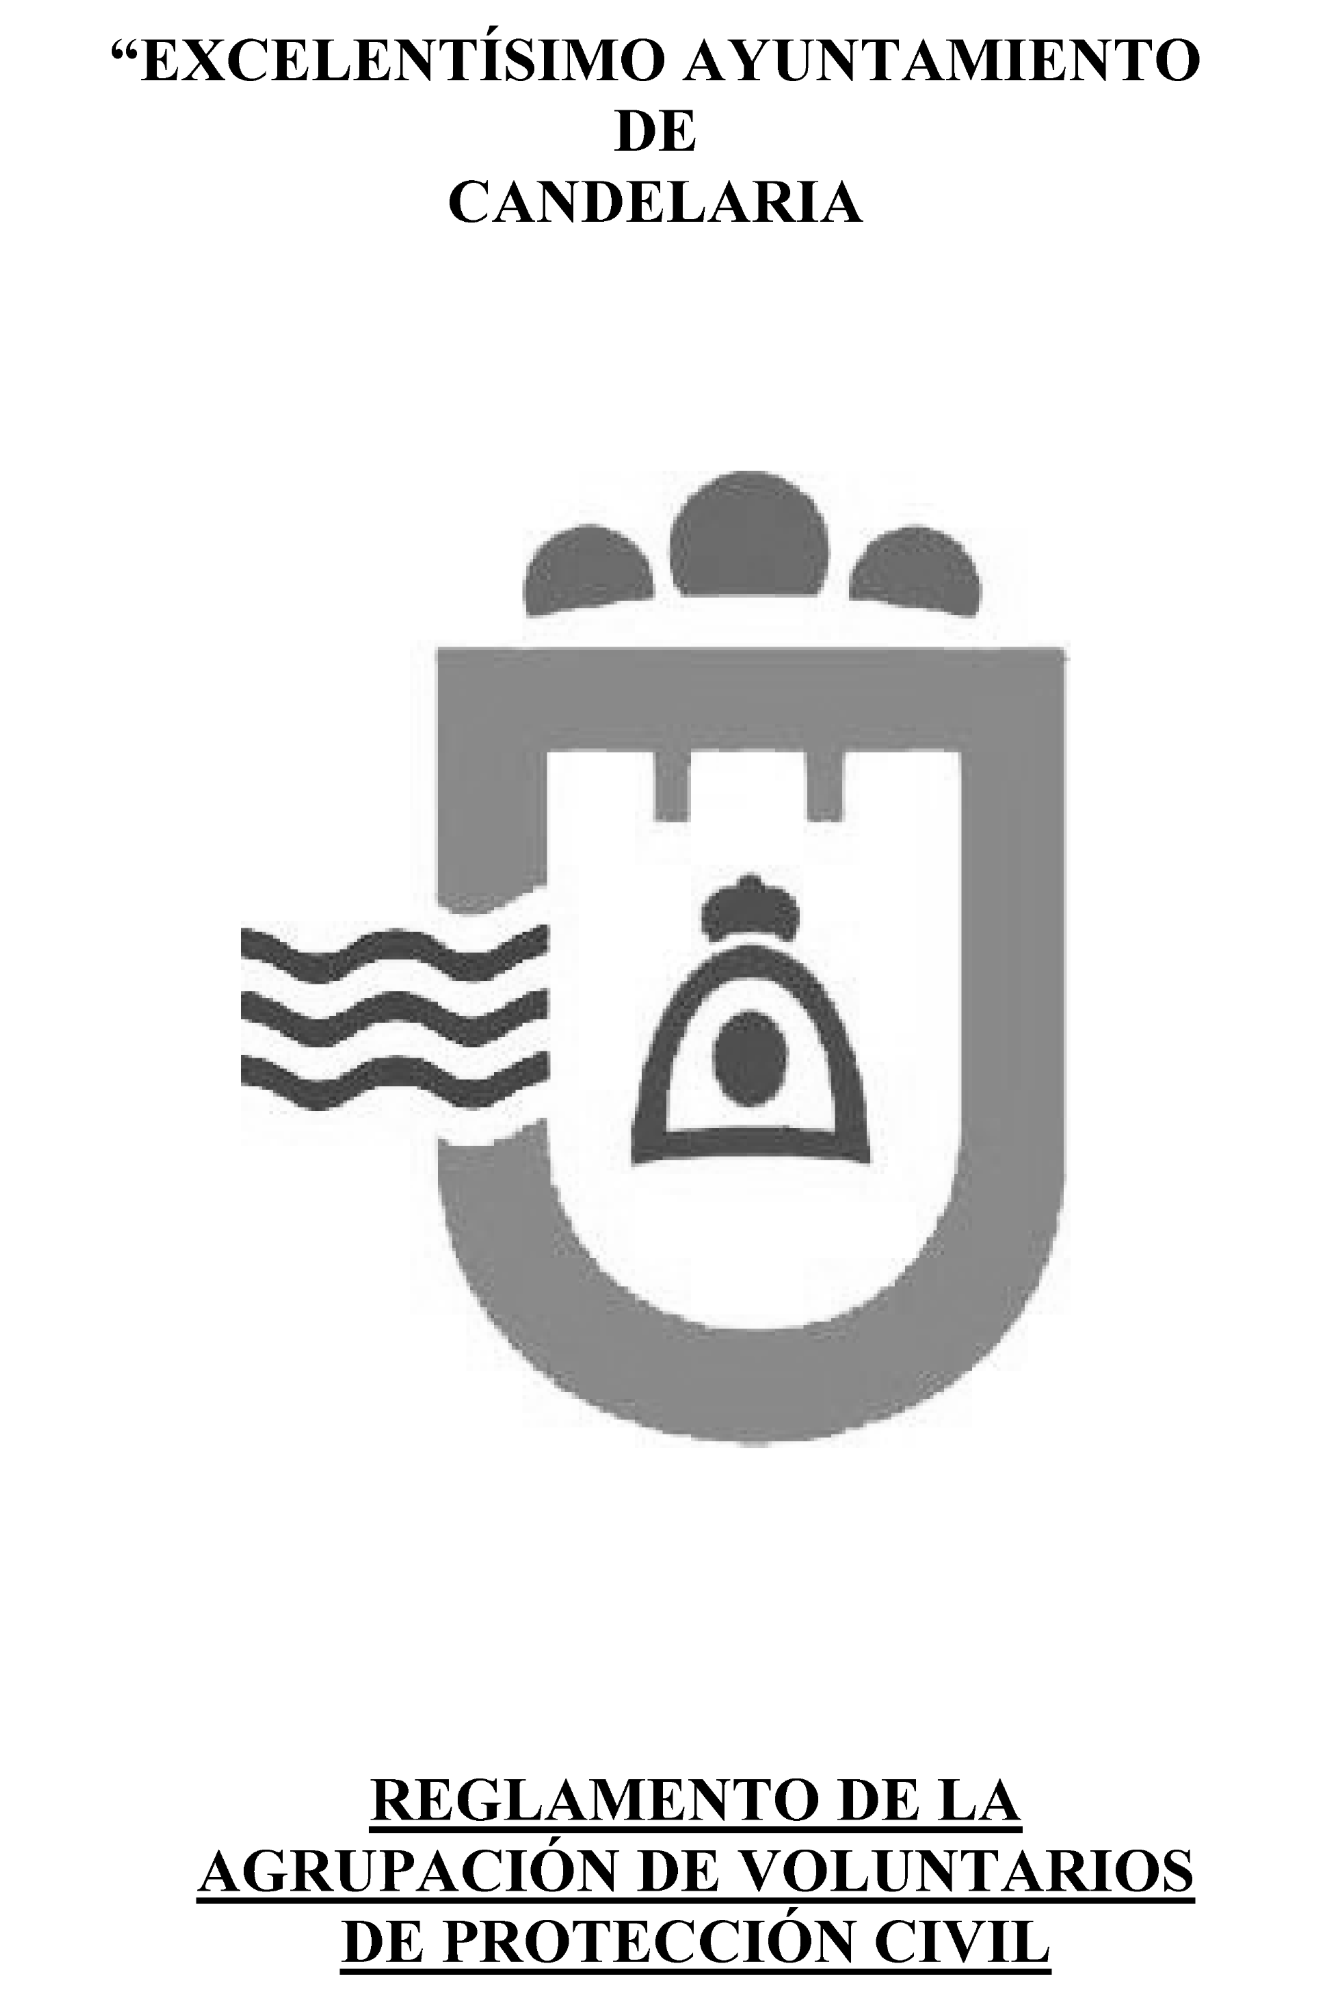 “EXCELENTÍSIMO AYUNTAMIENTO
DE
CANDELARIA
REGLAMENTO DE LA
AGRUPACIÓN DE VOLUNTARIOS
DE PROTECCIÓN CIVIL